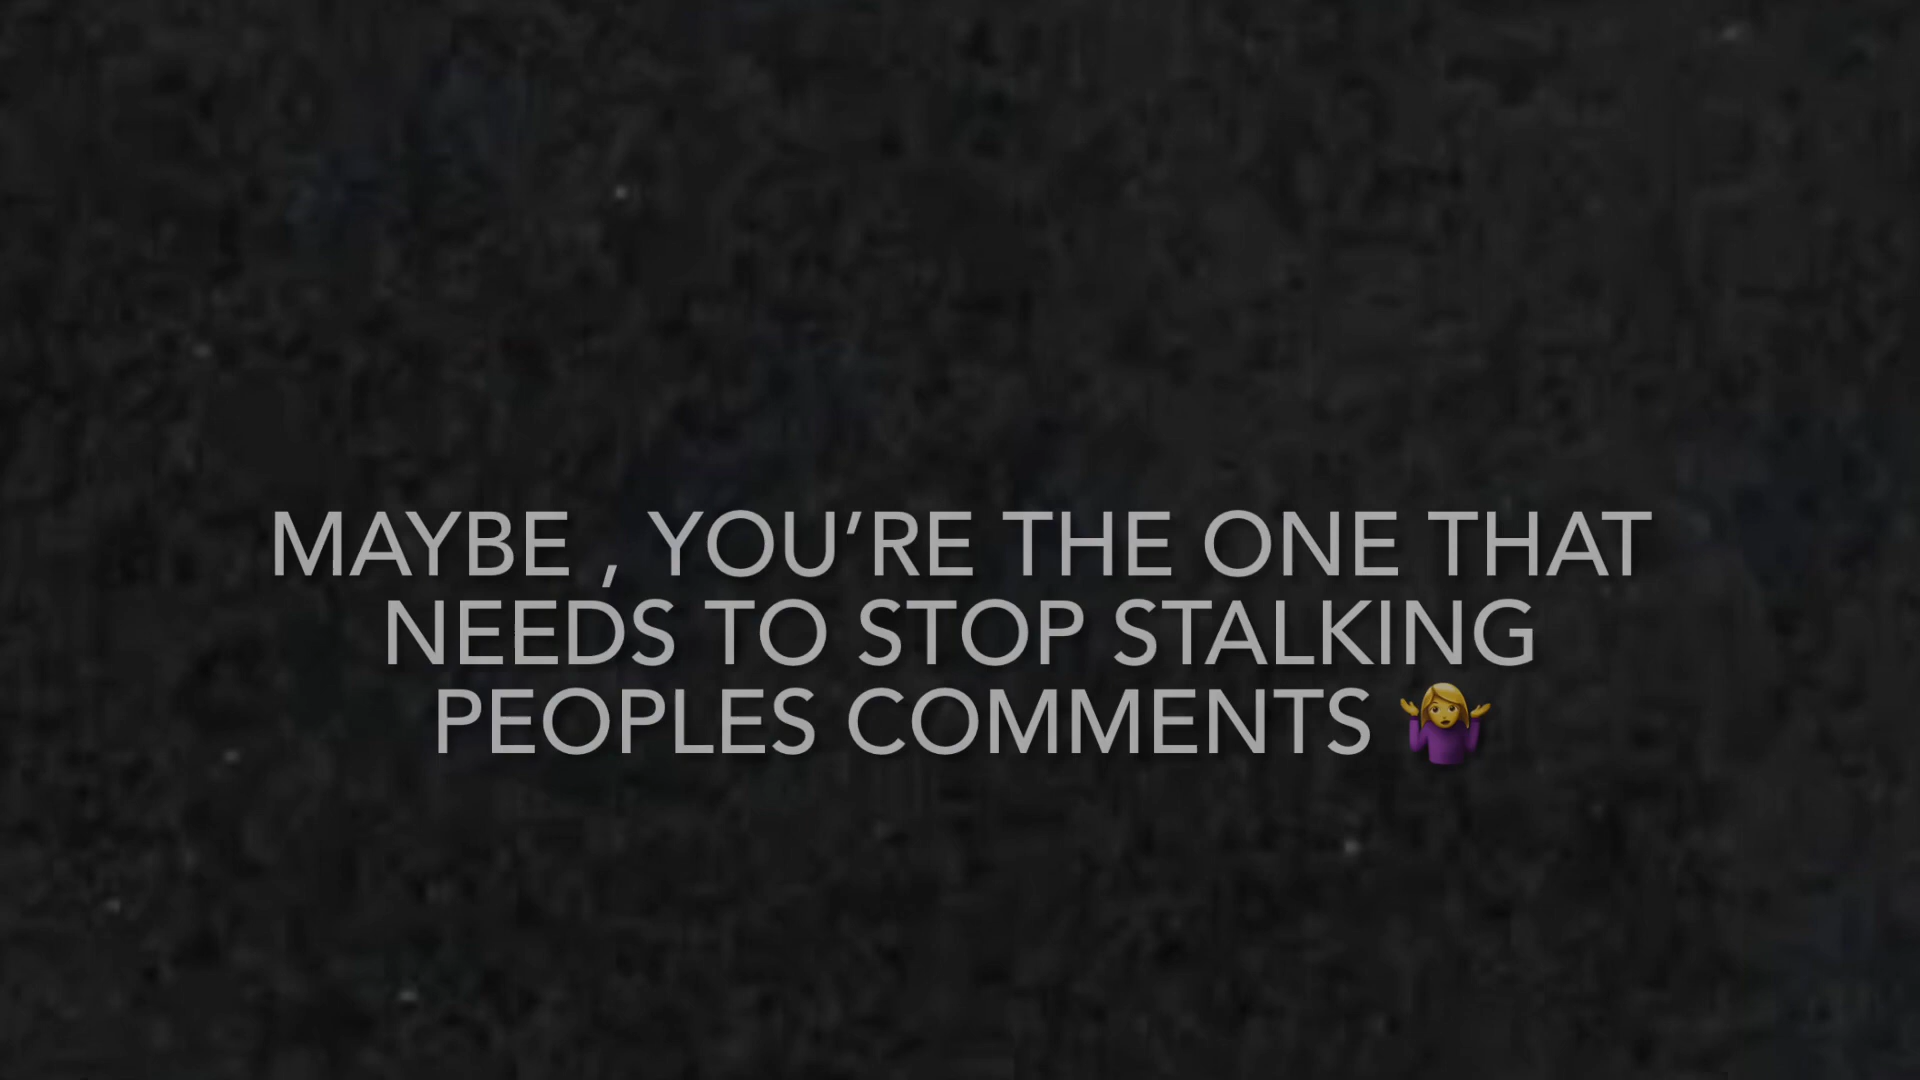 MAYBE , YOU’RE THE ONE THAT
NEEDS TO STOP STALKING
PEOPLES COMMENTS 🤷‍♀️